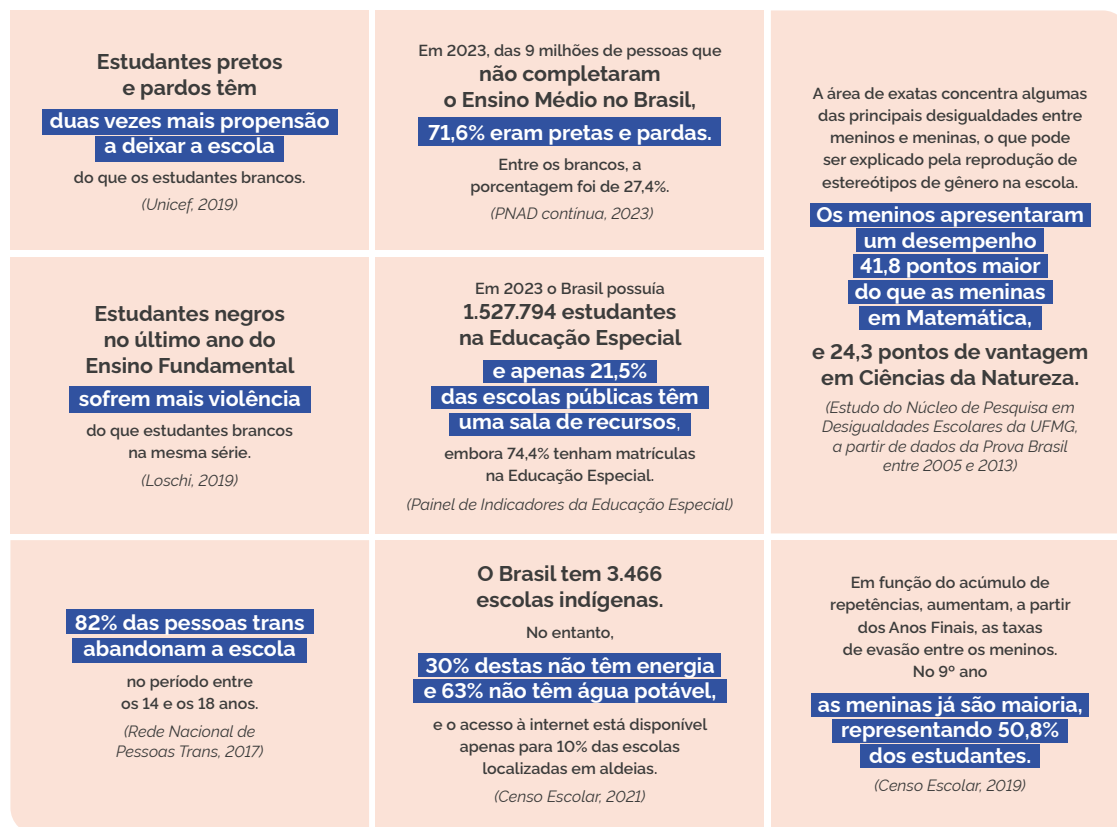 Estudantes pretos
e pardos têm
duas vezes mais propensão
a deixar a escola
do que os estudantes brancos.
(Unicef, 2019)
Em 2023, das 9 milhões de pessoas que
não completaram
o Ensino Médio no Brasil,
71,6% eram pretas e pardas.
Entre os brancos, a
porcentagem foi de 27,4%.
(PNAD contínua, 2023)
A área de exatas concentra algumas
das principais desigualdades entre
meninos e meninas, o que pode
ser explicado pela reprodução de
estereótipos de gênero na escola.
Os meninos apresentaram
um desempenho
41,8 pontos maior
do que as meninas
em Matemática,
e 24,3 pontos de vantagem
em Ciências da Natureza.
(Estudo do Núcleo de Pesquisa em
Desigualdades Escolares da UFMG,
a partir de dados da Prova Brasil
entre 2005 e 2013)
Estudantes negros
no último ano do
Ensino Fundamental
sofrem mais violência
do que estudantes brancos
na mesma série.
(Loschi, 2019)
Em 2023 o Brasil possuía
1.527.794 estudantes
na Educação Especial
e apenas 21,5%
das escolas públicas têm
uma sala de recursos,
embora 74,4% tenham matrículas
na Educação Especial.
(Painel de Indicadores da Educação Especial)
82% das pessoas trans
abandonam a escola
no período entre
os 14 e os 18 anos.
(Rede Nacional de
Pessoas Trans, 2017)
O Brasil tem 3.466
escolas indígenas.
No entanto,
30% destas não têm energia
e 63% não têm água potável,
e o acesso à internet está disponível
apenas para 10% das escolas
localizadas em aldeias.
(Censo Escolar, 2021)
Em função do acúmulo de
repetências, aumentam, a partir
dos Anos Finais, as taxas
de evasão entre os meninos.
No 9º ano
as meninas já são maioria,
representando 50,8%
dos estudantes.
(Censo Escolar, 2019)